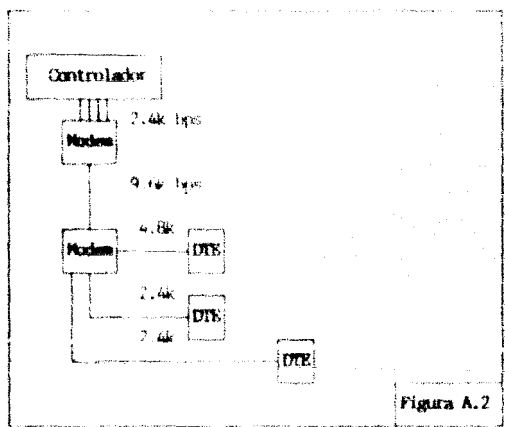 Controlador
2.4k bps
Modem
9.6k bps
4.8k
Modem
DTE
2.4k
DTE
2.4k
DTE
Figura A.2